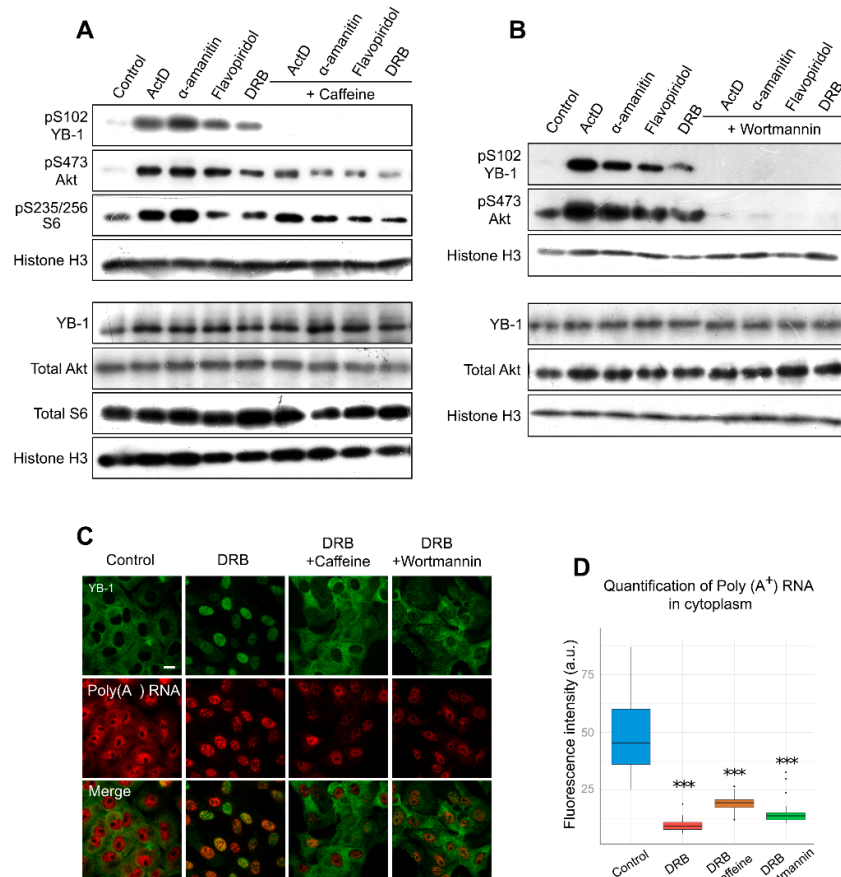 A
Control
ActD
α-amanitin
Flavopiridol
DRB
ActD
α-amanitin
Flavopiridol
DRB
+ Caffeine
pS102
YB-1
pS473
Akt
pS235/256
S6
Histone H3
YB-1
Total Akt
Total S6
Histone H3
B
Control
ActD
α-amanitin
Flavopiridol
DRB
ActD
α-amanitin
Flavopiridol
DRB
+ Wortmannin
pS102
YB-1
pS473
Akt
Histone H3
YB-1
Total Akt
Histone H3
C
Control
DRB
DRB
+Caffeine
DRB
+Wortmannin
YB-1
Poly(A ) RNA
Merge
D
Quantification of Poly (A+) RNA
in cytoplasm
Fluorescence intensity (a.u.)
75
50
25
***
***
***
Control
DRB
DRB
DRB